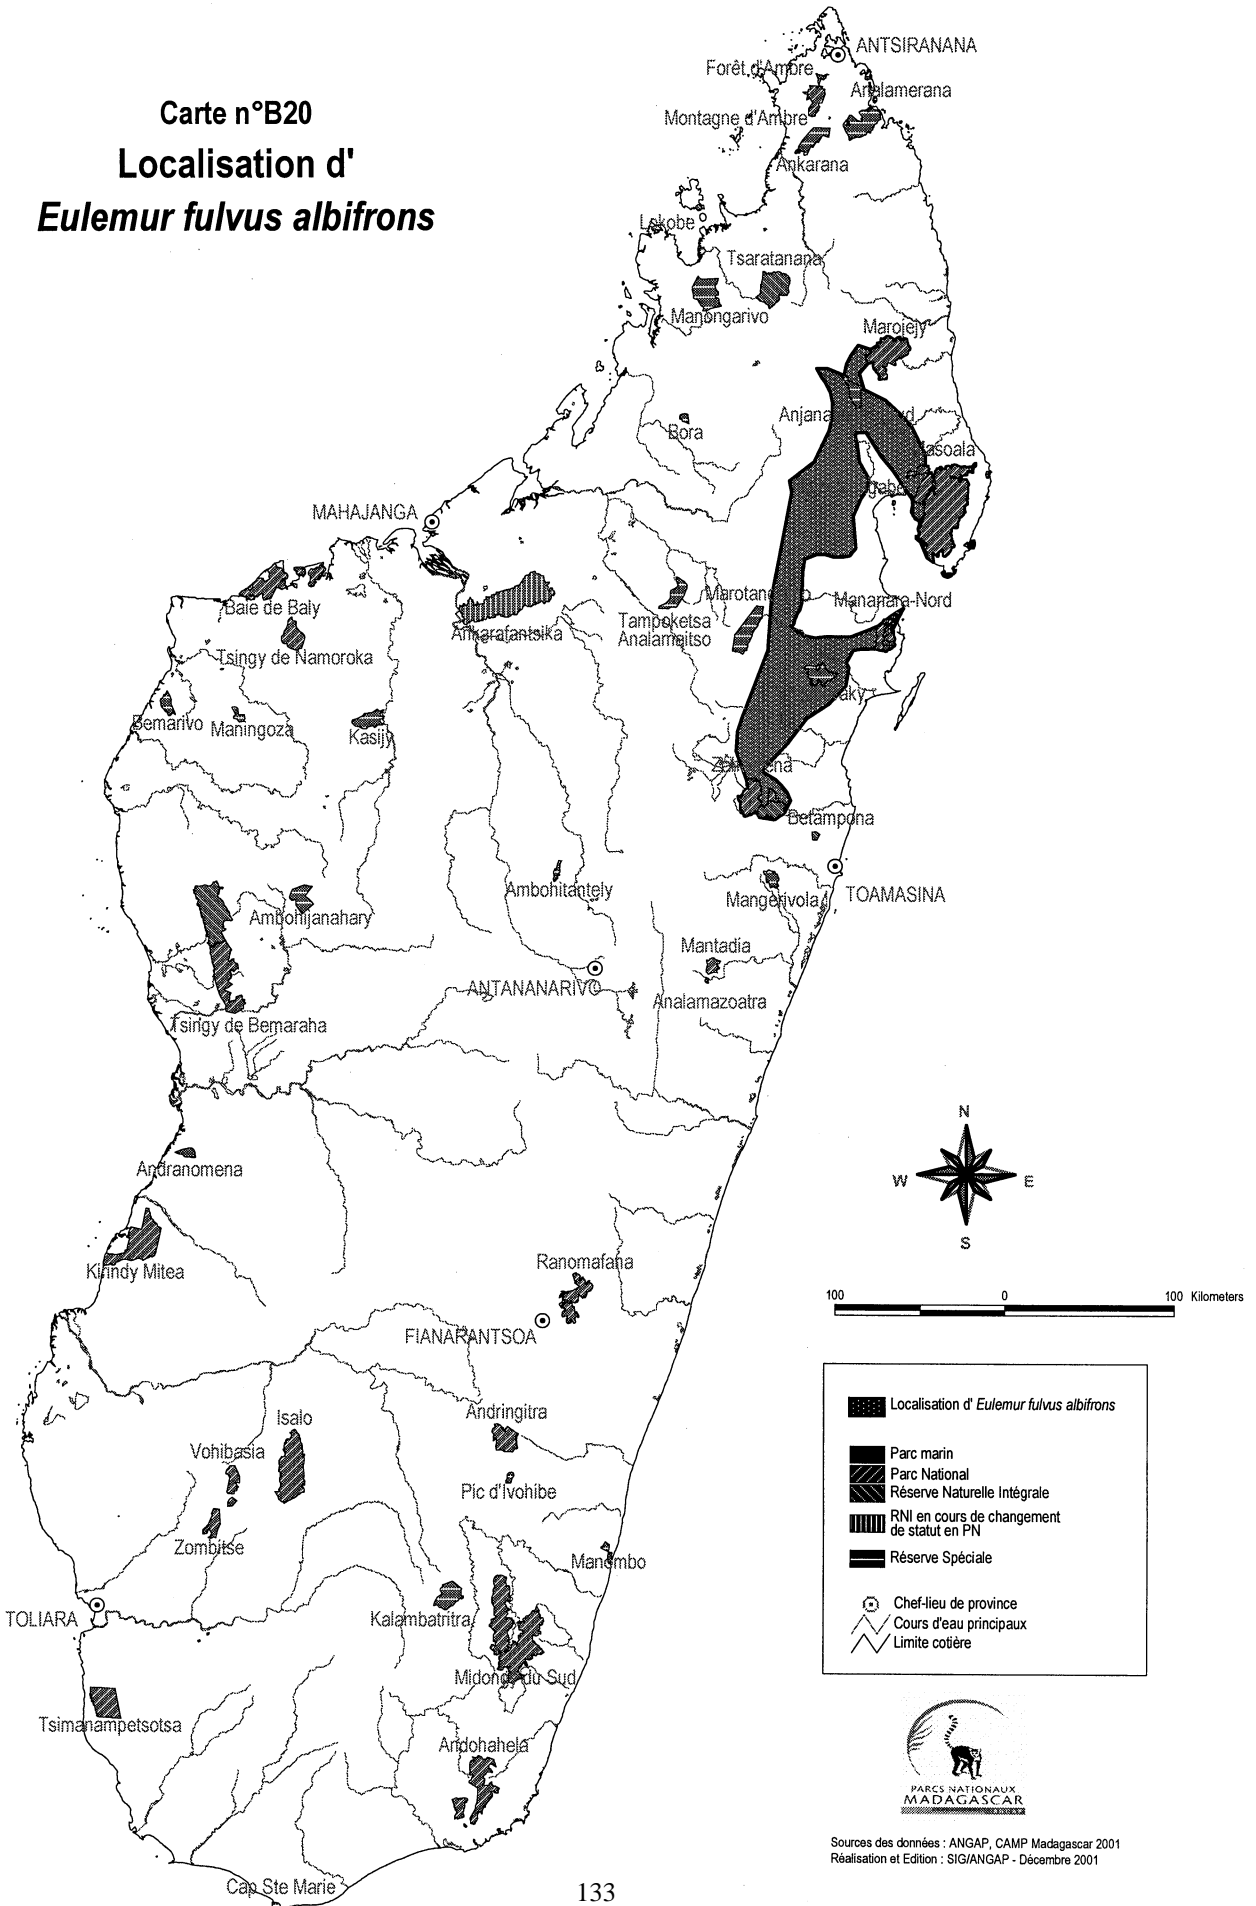 Carte n°B20
Localisation d'
Eulemur fulvus albifrons
ANTSIRANANA
Forêt d'Ambre
Analamerana
Montagne d'Ambre
Ankarana
Lokobe
Tsaratanana
Manongarivo
Marojejy
Bora
Masoala
MAHAJANGA
Baie de Baly
Ankarafantsika
Tampoketsa
Analamaitso
Mananara-Nord
Tsingy de Namoroka
Bemarivo
Maningoza
Kasijy
Betampona
Ambohitantely
Mangerivola
TOAMASINA
Ambohijanahary
Mantadia
ANTANANARIVO
Analamazoatra
Tsingy de Bemaraha
N
W
E
S
Andranomena
Kirindy Mitea
Ranomafana
FIANARANTSOA
100
0
100 Kilometers
Isalo
Andringitra
Vohibasia
Pic d'Ivohibe
Zombitse
Manombo
TOLIARA
Kalambatritra
Midongy du Sud
Tsimanampetsotsa
Andohahela
Cap Ste Marie
Localisation d' Eulemur fulvus albifrons
Parc marin
Parc National
Réserve Naturelle Intégrale
RNI en cours de changement
de statut en PN
Réserve Spéciale
Chef-lieu de province
Cours d'eau principaux
Limite cotière
PARCS NATIONAUX
MADAGASCAR
ANGAP
Sources des données : ANGAP, CAMP Madagascar 2001
Réalisation et Edition : SIG/ANGAP - Décembre 2001
133